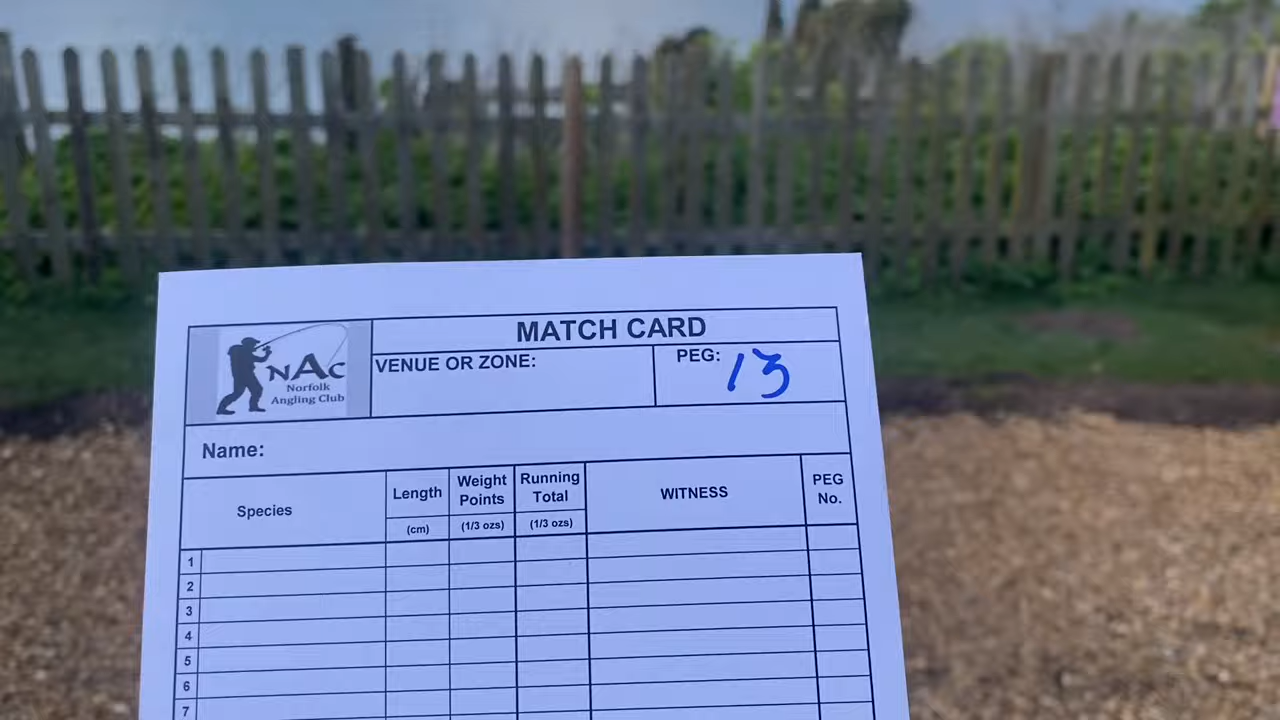 MATCH CARD
NAC
Norfolk
Angling Club
VENUE OR ZONE:
PEG: 13
Name:
Species
Length
(cm)
Weight
Points
(1/3 ozs)
Running
Total
(1/3 ozs)
WITNESS
PEG
No.
1
2
3
4
5
6
7